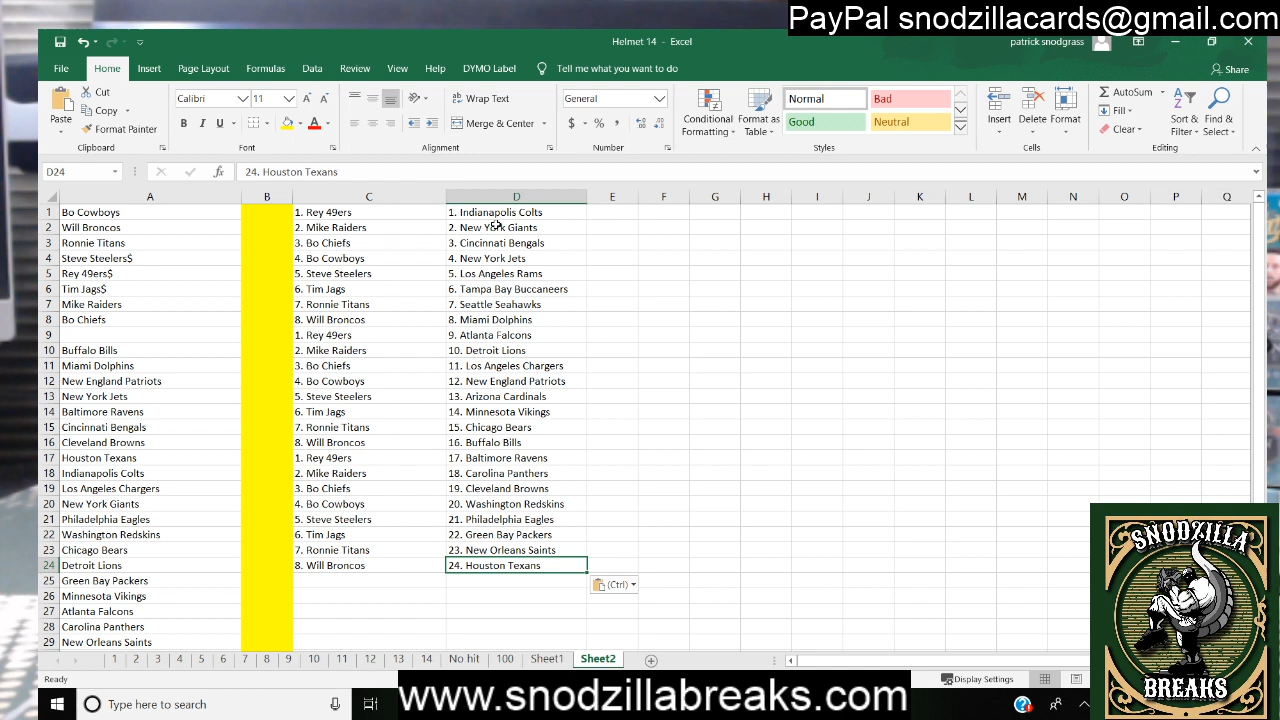 PayPal snodzillacards@gmail.com
Helmet 14 - Excel
patrick snodgrass
File Home Insert Page Layout Formulas Data Review View Help DYMO Label Tell me what you want to do Share
Paste Cut Copy Format Painter Clipboard
Calibri 11 B I U Font
Wrap Text Merge & Center Alignment
General $ % , Number
Conditional Formatting Format as Table Normal Bad Good Neutral Styles
Insert Delete Format Cells
AutoSum Fill Clear Sort & Filter Find & Select Editing
D24 fx 24. Houston Texans
A B C D E F G H I J K L M N O P Q
1 Bo Cowboys 1. Rey 49ers 1. Indianapolis Colts
2 Will Broncos 2. Mike Raiders 2. New York Giants
3 Ronnie Titans 3. Bo Chiefs 3. Cincinnati Bengals
4 Steve Steelers$ 4. Bo Cowboys 4. New York Jets
5 Rey 49ers$ 5. Steve Steelers 5. Los Angeles Rams
6 Tim Jags$ 6. Tim Jags 6. Tampa Bay Buccaneers
7 Mike Raiders 7. Ronnie Titans 7. Seattle Seahawks
8 Bo Chiefs 8. Will Broncos 8. Miami Dolphins
9 1. Rey 49ers 9. Atlanta Falcons
10 Buffalo Bills 2. Mike Raiders 10. Detroit Lions
11 Miami Dolphins 3. Bo Chiefs 11. Los Angeles Chargers
12 New England Patriots 4. Bo Cowboys 12. New England Patriots
13 New York Jets 5. Steve Steelers 13. Arizona Cardinals
14 Baltimore Ravens 6. Tim Jags 14. Minnesota Vikings
15 Cincinnati Bengals 7. Ronnie Titans 15. Chicago Bears
16 Cleveland Browns 8. Will Broncos 16. Buffalo Bills
17 Houston Texans 1. Rey 49ers 17. Baltimore Ravens
18 Indianapolis Colts 2. Mike Raiders 18. Carolina Panthers
19 Los Angeles Chargers 3. Bo Chiefs 19. Cleveland Browns
20 New York Giants 4. Bo Cowboys 20. Washington Redskins
21 Philadelphia Eagles 5. Steve Steelers 21. Philadelphia Eagles
22 Washington Redskins 6. Tim Jags 22. Green Bay Packers
23 Chicago Bears 7. Ronnie Titans 23. New Orleans Saints
24 Detroit Lions 8. Will Broncos 24. Houston Texans
25 Green Bay Packers
(Ctrl)
26 Minnesota Vikings
27 Atlanta Falcons
28 Carolina Panthers
29 New Orleans Saints
1 2 3 4 5 6 7 8 9 10 11 12 13 14 No hit 100 Sheet1 Sheet2
Ready Display Settings
Type here to search
www.snodzillabreaks.com
SNODZILLA
BREAKS